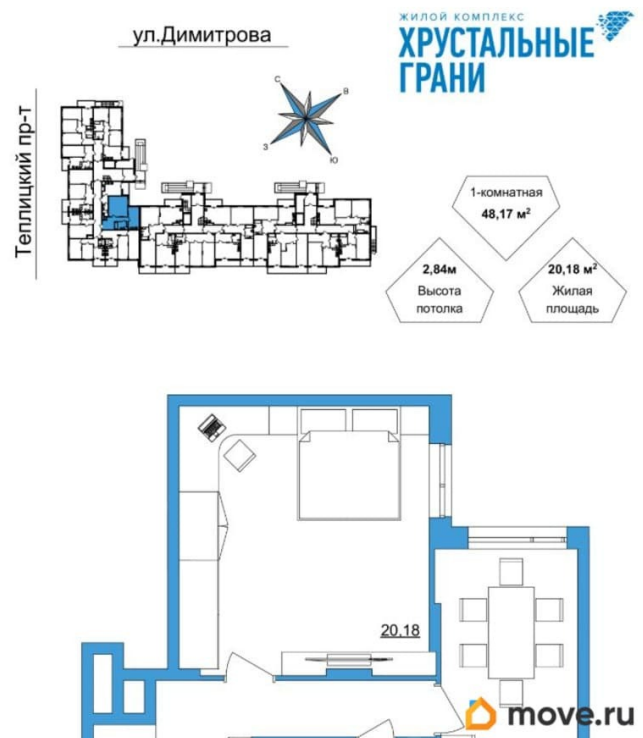 ул.Димитрова
ЖИЛОЙ КОМПЛЕКС
ХРУСТАЛЬНЫЕ
ГРАНИ
Теплицкий пр-т
С
В
З
Ю
1-комнатная
48,17 м²
2,84м
Высота
потолка
20,18 м²
Жилая
площадь
20,18
move.ru